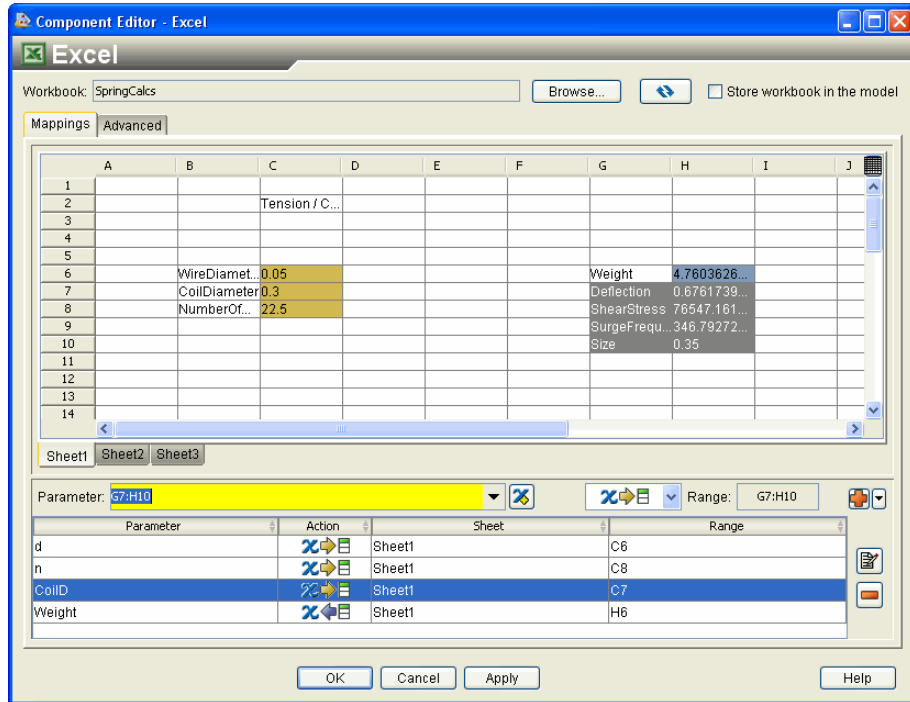 Component Editor - Excel
Excel
Workbook: SpringCalcs Browse... Store workbook in the model
Mappings Advanced
A B C D E F G H I J
1
2 Tension / C...
3
4
5
6 WireDiamet... 0.05 Weight 4.7603626...
7 CoilDiameter 0.3 Deflection 0.6761739...
8 NumberOf... 22.5 ShearStress 76547.161...
9 SurgeFrequ... 346.79272...
10 Size 0.35
11
12
13
14
Sheet1 Sheet2 Sheet3
Parameter: G7:H10 Range: G7:H10
Parameter Action Sheet Range
d Sheet1 C6
n Sheet1 C8
CoilD Sheet1 C7
Weight Sheet1 H6
OK Cancel Apply Help